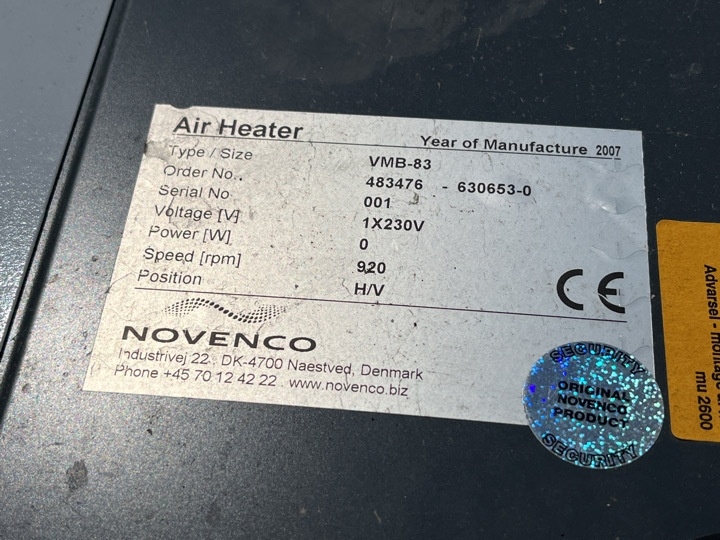 Air Heater
Year of Manufacture 2007
Type / Size VMB-83
Order No.. 483476 - 630653-0
Serial No 001
Voltage [V] 1X230V
Power [W] 0
Speed [rpm] 920
Position H/V
CE
NOVENCO
Industrivej 22 . DK-4700 Naestved, Denmark
Phone +45 70 12 42 22 . www.novenco.biz
SECURITY
ORIGINAL
NOVENCO
PRODUCT
SECURITY
Advarsel -
mu 2600